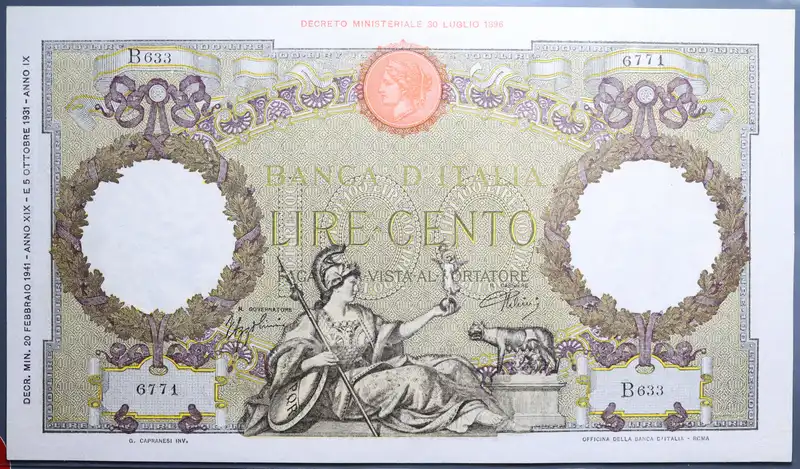 DECRETO MINISTERIALE 30 LUGLIO 1896
B633
6771
BANCA D'ITALIA
LIRE CENTO
PAGABILI A VISTA AL PORTATORE
IL GOVERNATORE
IL CASSIERE
6771
B633
G. CAPRANESI INV.
OFFICINA DELLA BANCA D'ITALIA - ROMA
DECR. MIN. 20 FEBBRAIO 1941 - ANNO XIX - E 5 OTTOBRE 1931 - ANNO IX